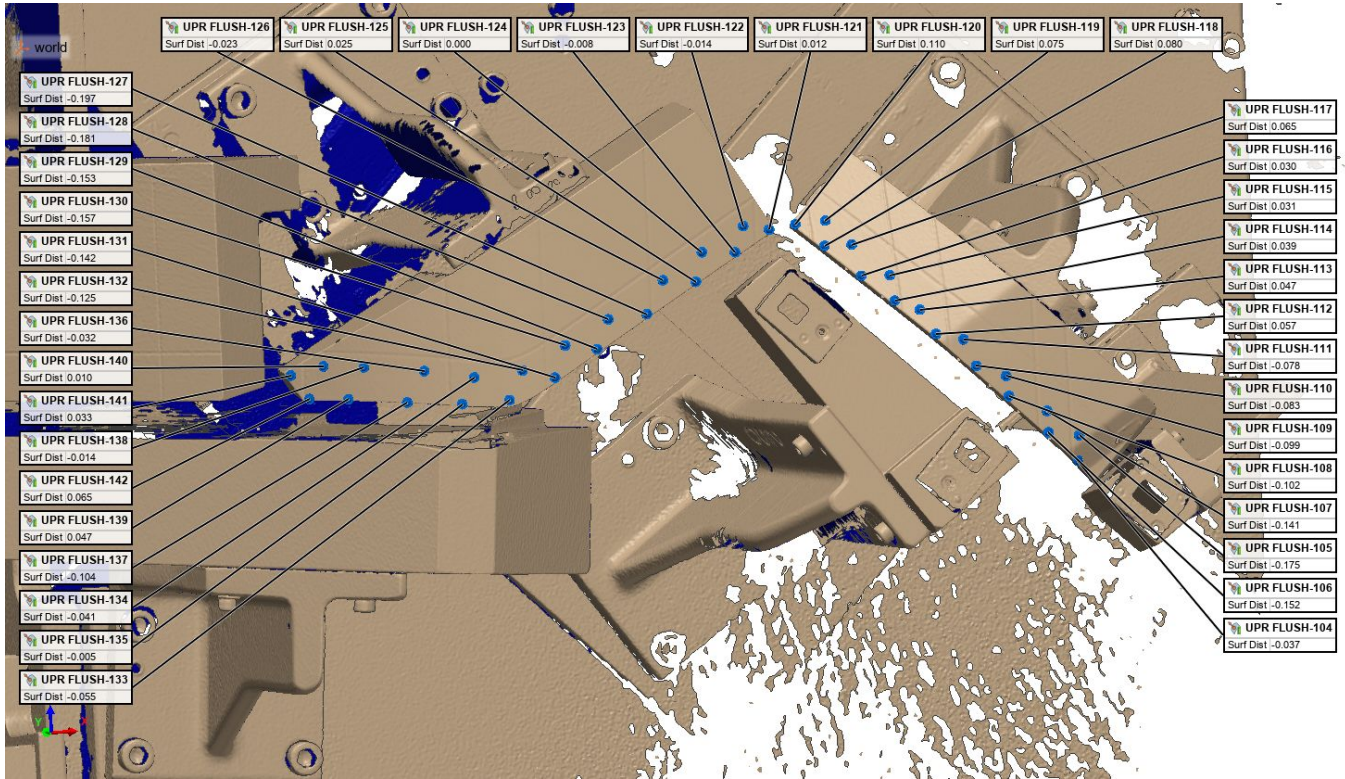 UPR FLUSH-126
Surf Dist -0.023
UPR FLUSH-125
Surf Dist 0.025
UPR FLUSH-124
Surf Dist 0.000
UPR FLUSH-123
Surf Dist -0.008
UPR FLUSH-122
Surf Dist -0.014
UPR FLUSH-121
Surf Dist 0.012
UPR FLUSH-120
Surf Dist 0.110
UPR FLUSH-119
Surf Dist 0.075
UPR FLUSH-118
Surf Dist 0.080
world
UPR FLUSH-127
Surf Dist -0.197
UPR FLUSH-128
Surf Dist -0.181
UPR FLUSH-129
Surf Dist -0.153
UPR FLUSH-130
Surf Dist -0.157
UPR FLUSH-131
Surf Dist -0.142
UPR FLUSH-132
Surf Dist -0.125
UPR FLUSH-136
Surf Dist -0.032
UPR FLUSH-140
Surf Dist 0.010
UPR FLUSH-141
Surf Dist 0.033
UPR FLUSH-138
Surf Dist -0.014
UPR FLUSH-142
Surf Dist 0.065
UPR FLUSH-139
Surf Dist 0.047
UPR FLUSH-137
Surf Dist -0.104
UPR FLUSH-134
Surf Dist -0.041
UPR FLUSH-135
Surf Dist -0.005
UPR FLUSH-133
Surf Dist -0.055
UPR FLUSH-117
Surf Dist 0.065
UPR FLUSH-116
Surf Dist 0.030
UPR FLUSH-115
Surf Dist 0.031
UPR FLUSH-114
Surf Dist 0.039
UPR FLUSH-113
Surf Dist 0.047
UPR FLUSH-112
Surf Dist 0.057
UPR FLUSH-111
Surf Dist -0.078
UPR FLUSH-110
Surf Dist -0.083
UPR FLUSH-109
Surf Dist -0.099
UPR FLUSH-108
Surf Dist -0.102
UPR FLUSH-107
Surf Dist -0.141
UPR FLUSH-105
Surf Dist -0.175
UPR FLUSH-106
Surf Dist -0.152
UPR FLUSH-104
Surf Dist -0.037
Y
X